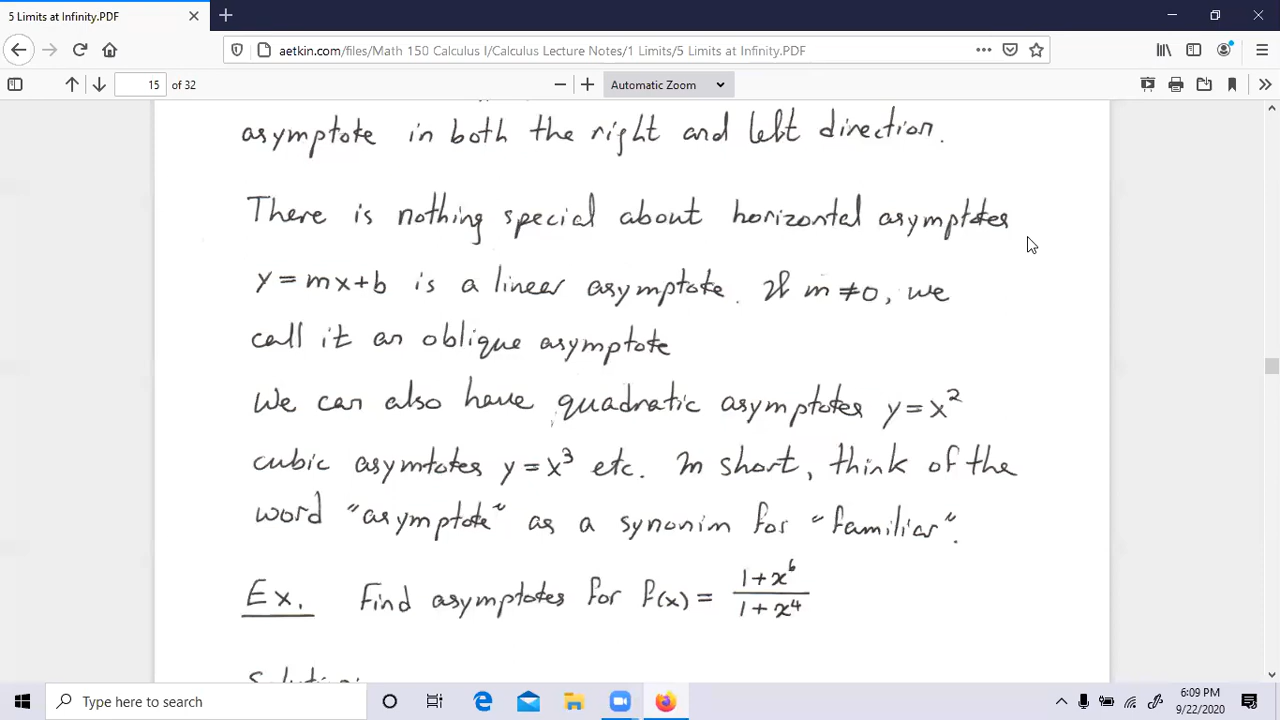 5 Limits at Infinity.PDF
aetkin.com/files/Math 150 Calculus I/Calculus Lecture Notes/1 Limits/5 Limits at Infinity.PDF
15 of 32
Automatic Zoom
asymptote in both the right and left direction.
There is nothing special about horizontal asymptotes
y = mx+b is a linear asymptote. If m ≠ 0, we
call it an oblique asymptote
We can also have quadratic asymptotes y = x²
cubic asymtotes y = x³ etc. In short, think of the
word "asymptote" as a synonim for "familiar".
Ex. Find asymptotes for f(x) = (1+x⁶)/(1+x⁴)
Solution:
Type here to search
6:09 PM
9/22/2020